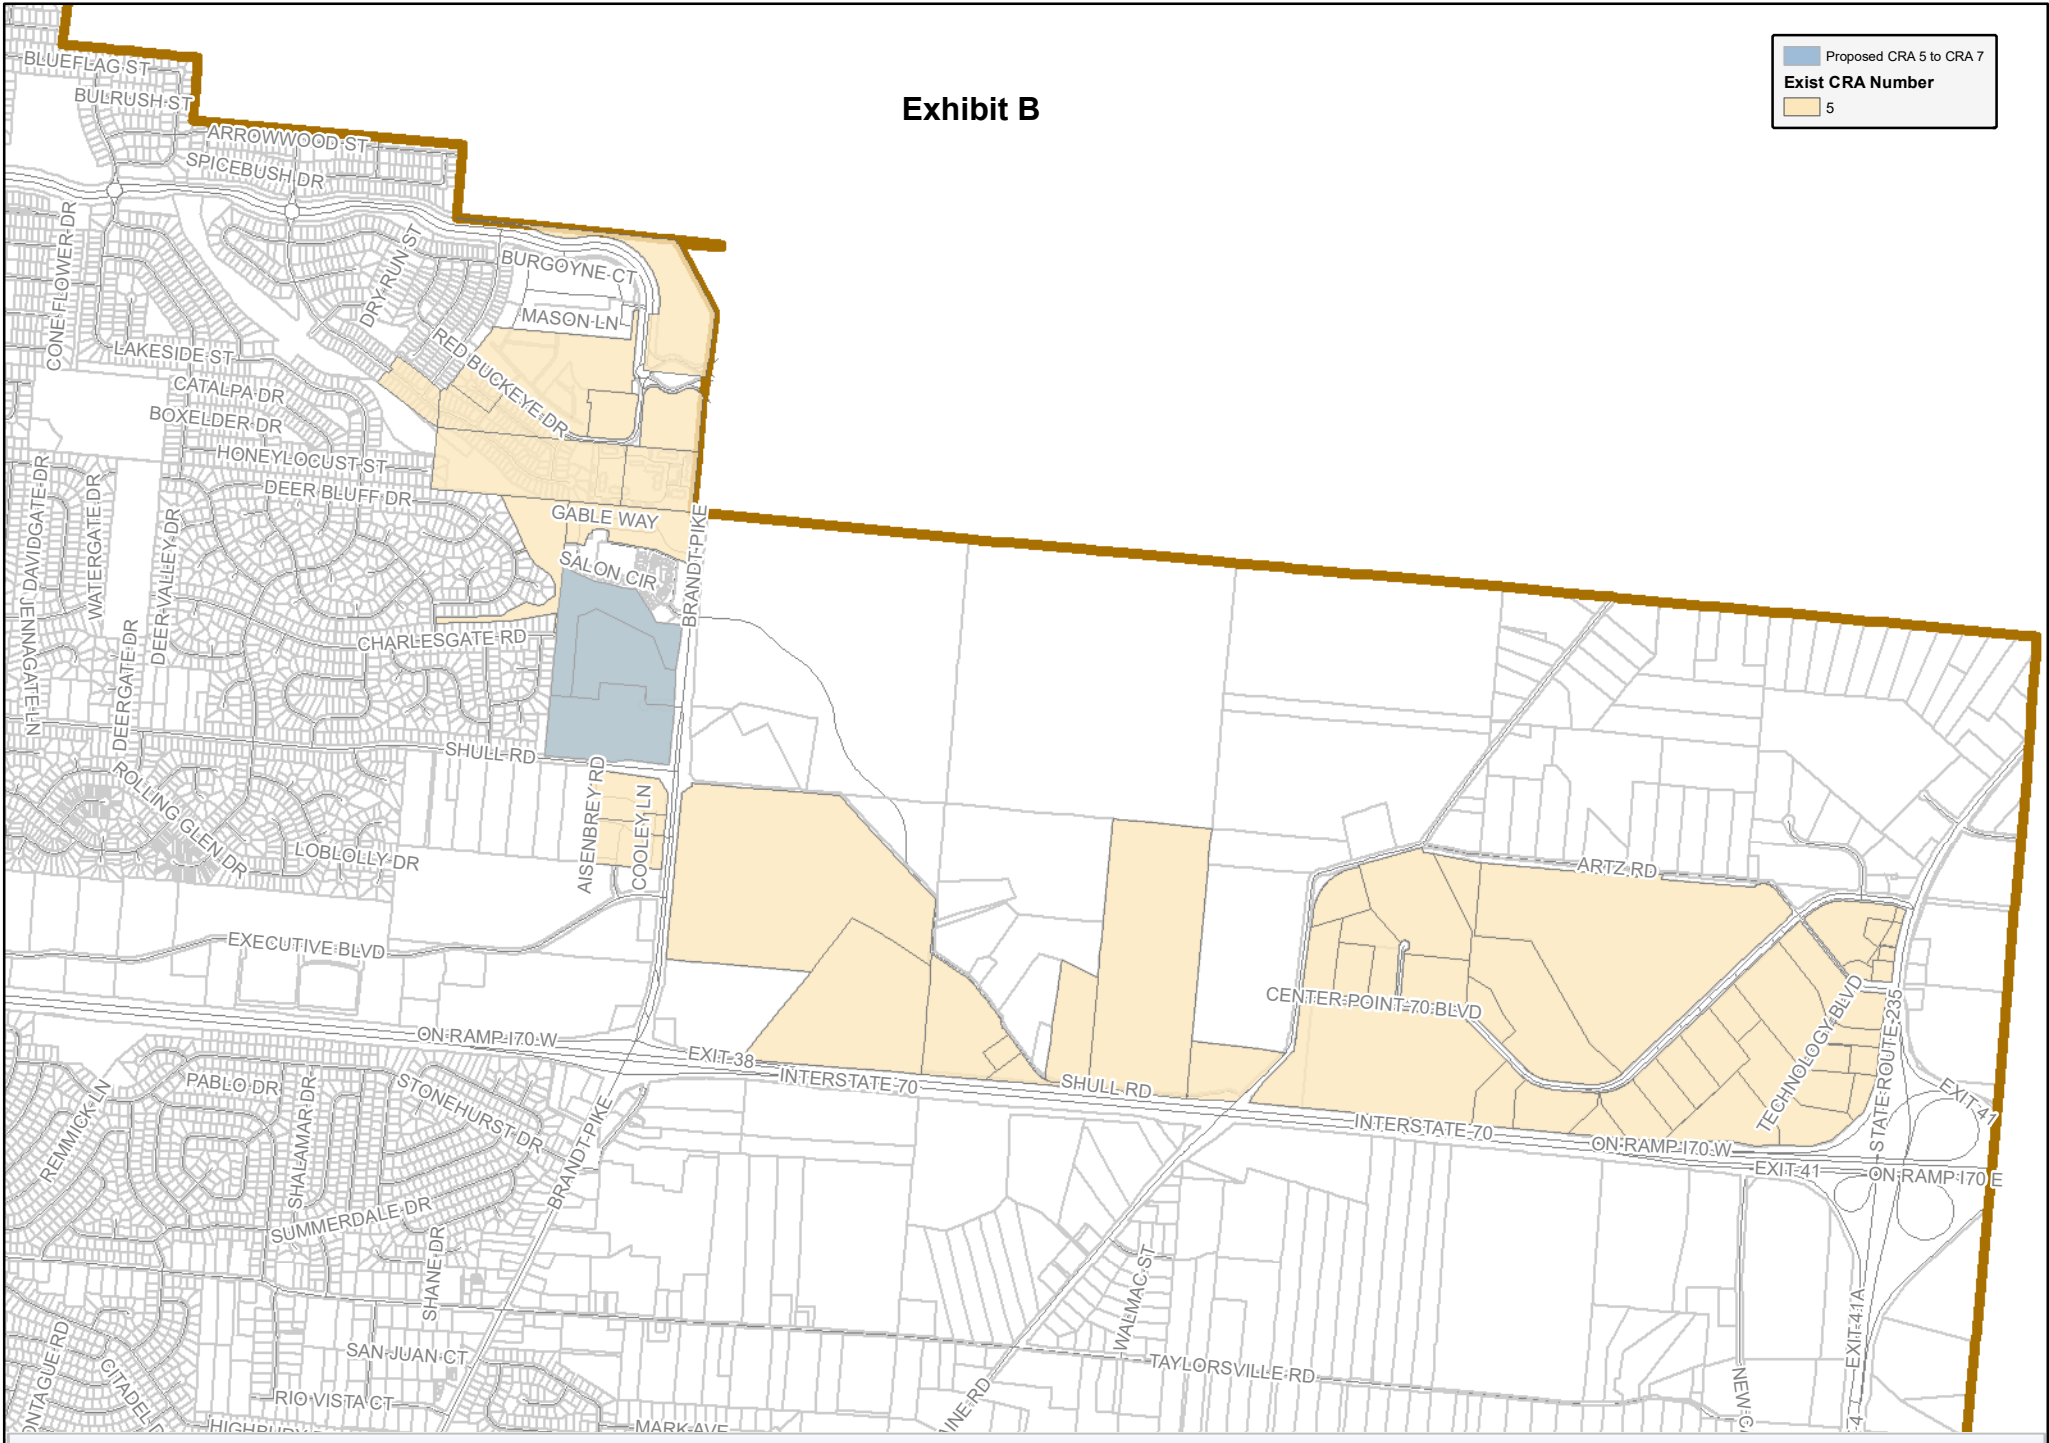 Exhibit B
Proposed CRA 5 to CRA 7
Exist CRA Number
5
BLUEFLAG ST
BULRUSH ST
ARROWWOOD ST
SPICEBUSH DR
CONE FLOWER DR
DRY RUN ST
BURGOYNE CT
MASON LN
RED BUCKEYE DR
LAKESIDE ST
CATALPA DR
BOXELDER DR
HONEYLOCUST ST
DEER BLUFF DR
GABLE WAY
SALON CIR
BRANDT PIKE
JENNAGATE LN
DAVIDGATE DR
WATERGATE DR
DEER VALLEY DR
DEERGATE DR
CHARLESGATE RD
SHULL RD
ROLLING GLEN DR
LOBLOLLY DR
AISENBREY RD
COOLEY LN
ARTZ RD
EXECUTIVE BLVD
CENTER POINT 70 BLVD
TECHNOLOGY BLVD
STATE ROUTE 235
ON RAMP I70 W
EXIT 38
INTERSTATE 70
SHULL RD
INTERSTATE 70
ON RAMP I70 W
EXIT 41
EXIT 41
ON RAMP I70 E
REMMICK LN
PABLO DR
SHALAMAR DR
STONEHURST DR
BRANDT PIKE
SUMMERDALE DR
SHANE DR
WALMAC ST
EXIT 41A
TAYLORSVILLE RD
SAN JUAN CT
RIO VISTA CT
ONTAGUE RD
CITADEL
MARK AVE
INE RD
NEW